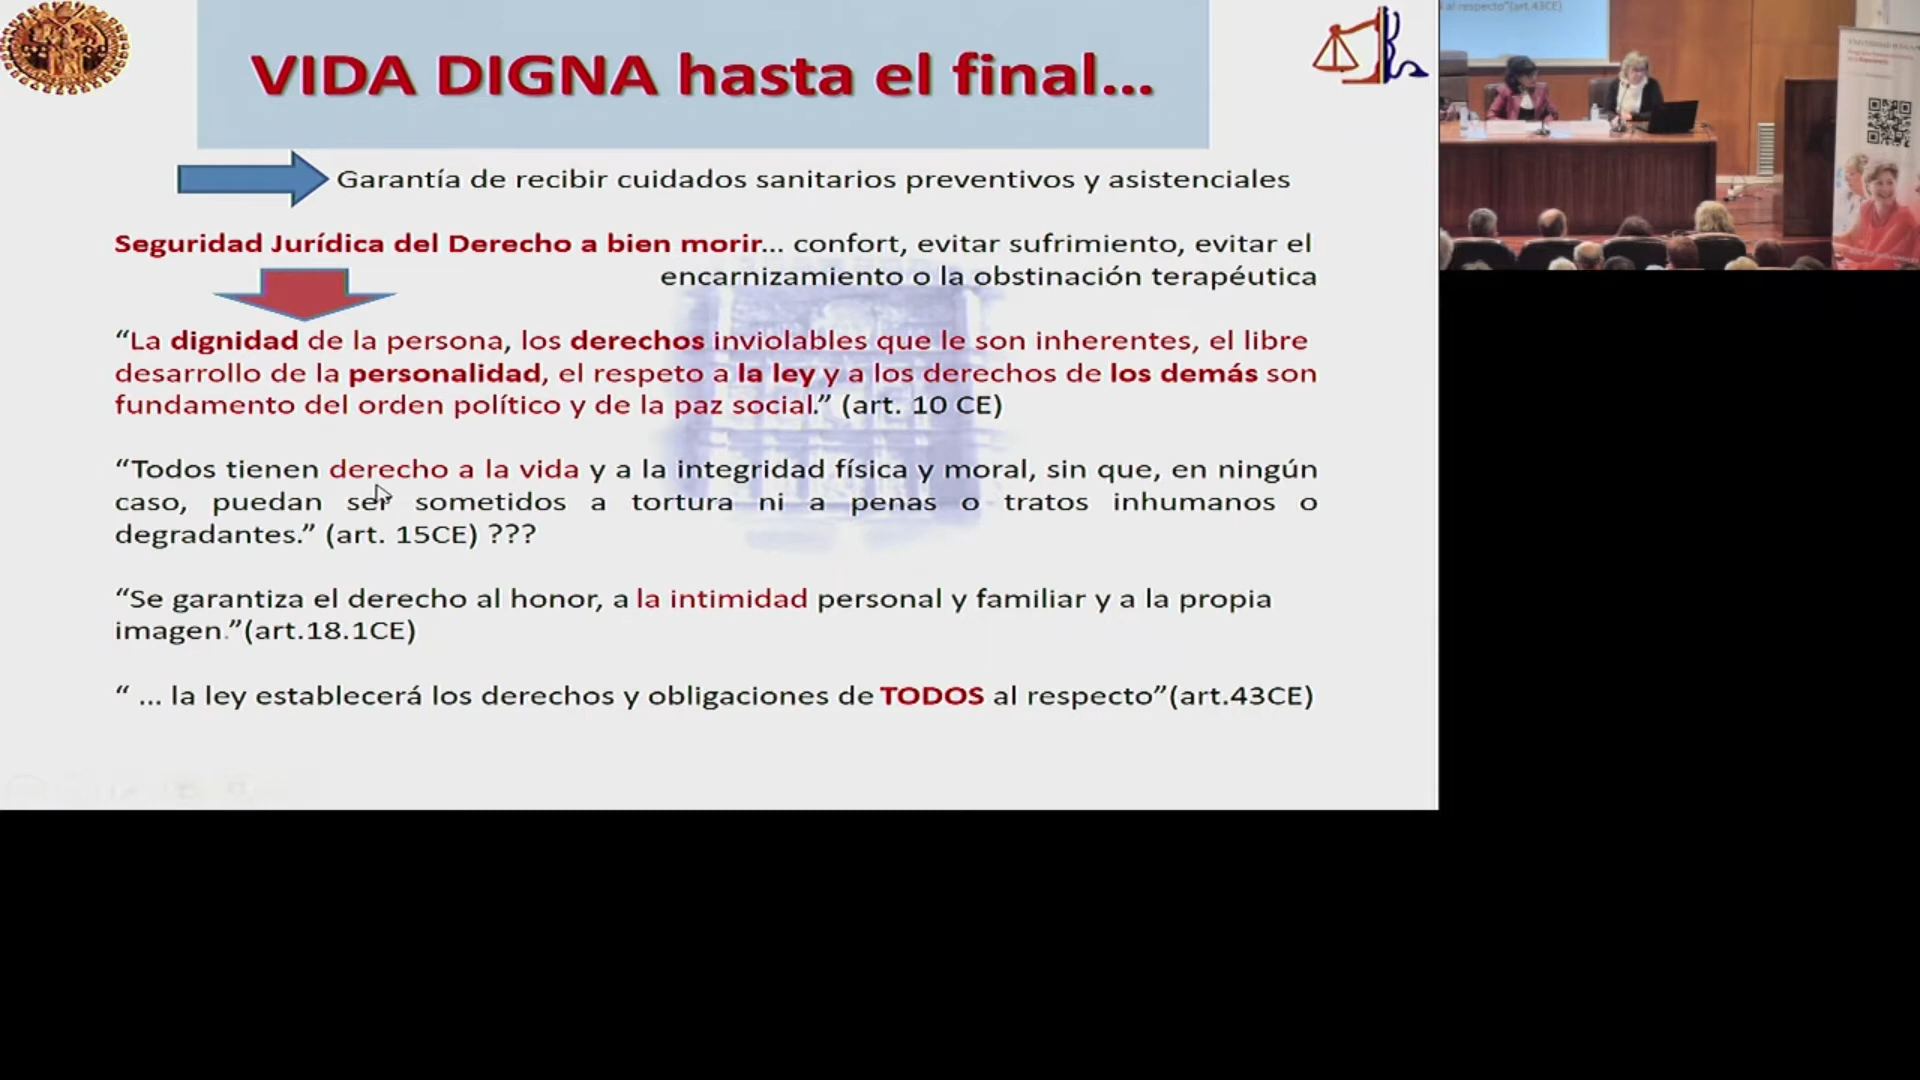 VIDA DIGNA hasta el final...
Garantía de recibir cuidados sanitarios preventivos y asistenciales
Seguridad Jurídica del Derecho a bien morir... confort, evitar sufrimiento, evitar el
encarnizamiento o la obstinación terapéutica
“La dignidad de la persona, los derechos inviolables que le son inherentes, el libre
desarrollo de la personalidad, el respeto a la ley y a los derechos de los demás son
fundamento del orden político y de la paz social.” (art. 10 CE)
“Todos tienen derecho a la vida y a la integridad física y moral, sin que, en ningún
caso, puedan ser sometidos a tortura ni a penas o tratos inhumanos o
degradantes.” (art. 15CE) ???
“Se garantiza el derecho al honor, a la intimidad personal y familiar y a la propia
imagen.”(art.18.1CE)
“ ... la ley establecerá los derechos y obligaciones de TODOS al respecto”(art.43CE)
al respecto”(art.43CE)